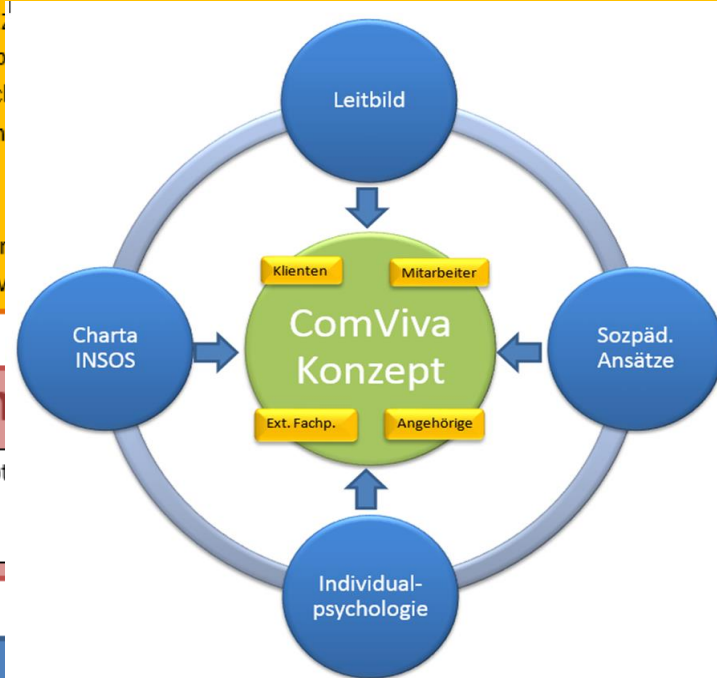 Leitbild
Klienten
Mitarbeiter
ComViva
Konzept
Charta
INSOS
Sozpäd.
Ansätze
Ext. Fachp.
Angehörige
Individual-
psychologie